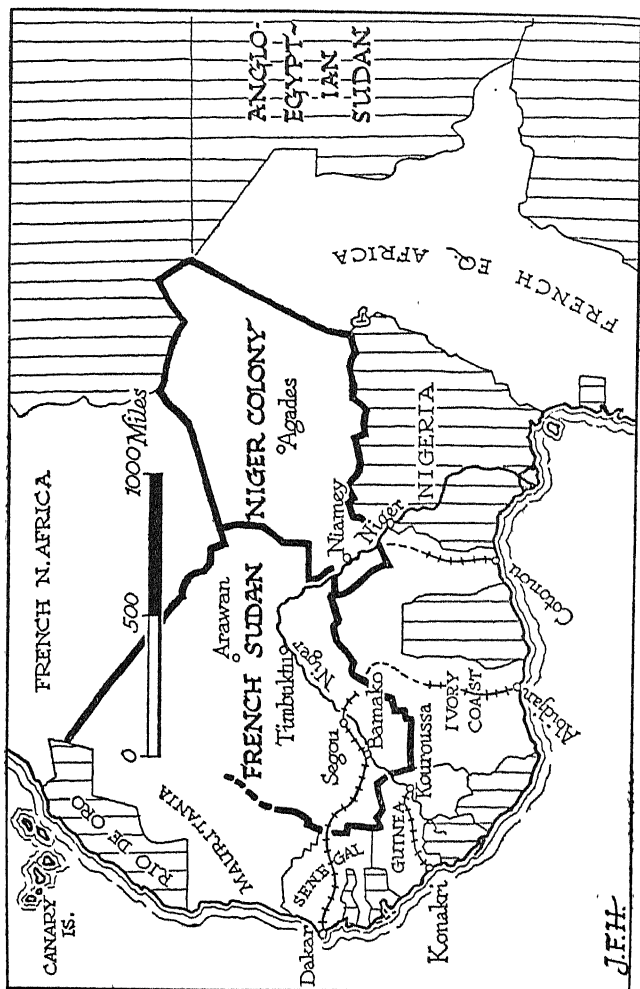 ANGLO-
EGYPT~
IAN
SUDAN
FRENCH N. AFRICA
CANARY
IS.
RIO DE ORO
MAURITANIA
0
500
1000 Miles
FRENCH EQ. AFRICA
NIGER COLONY
Agades
FRENCH SUDAN
Arawan
Timbuktu
Niger
Niamey
Niger
NIGERIA
Segou
Bamako
SENEGAL
Dakar
GUINEA
Kouroussa
Konakri
IVORY
COAST
Abidjan
Cotonou
J.F.H.